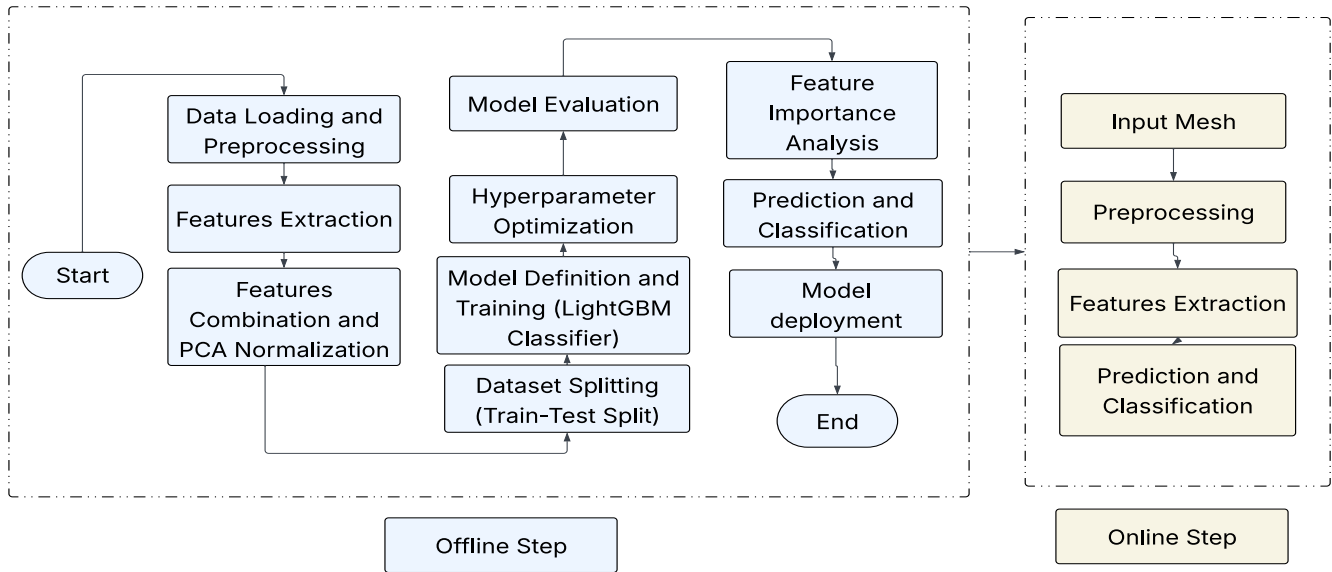 Start
Data Loading and
Preprocessing
Features Extraction
Features
Combination and
PCA Normalization
Dataset Splitting
(Train-Test Split)
Model Definition and
Training (LightGBM
Classifier)
Hyperparameter
Optimization
Model Evaluation
Feature
Importance
Analysis
Prediction and
Classification
Model
deployment
End
Input Mesh
Preprocessing
Features Extraction
Prediction and
Classification
Offline Step
Online Step